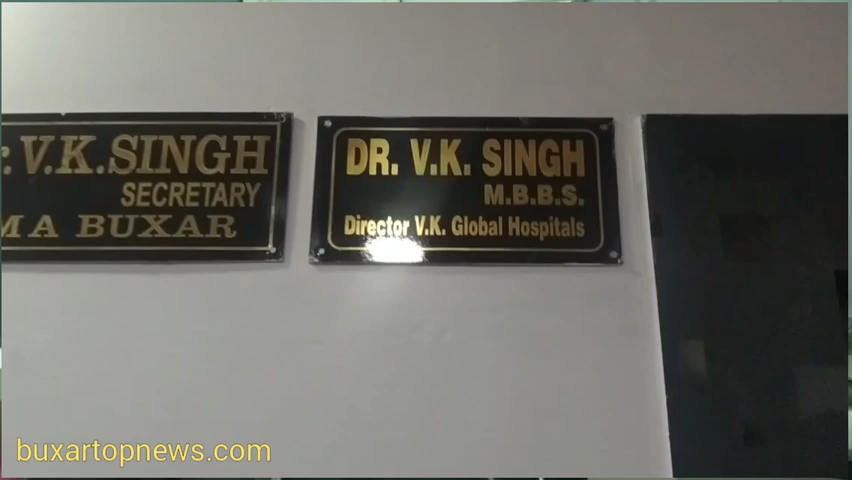 . V.K.SINGH
SECRETARY
MA BUXAR
DR. V.K. SINGH
M.B.B.S.
Director V.K. Global Hospitals
buxartopnews.com